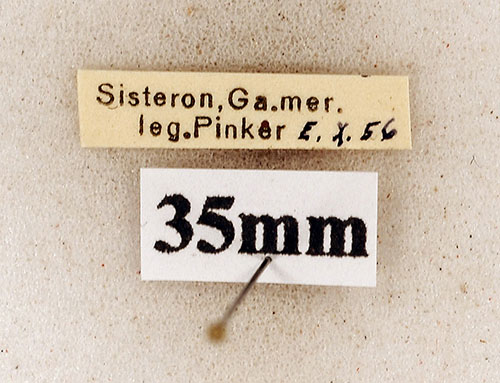 Sisteron, Ga.mer.
leg.Pinker E. X. 56
35mm